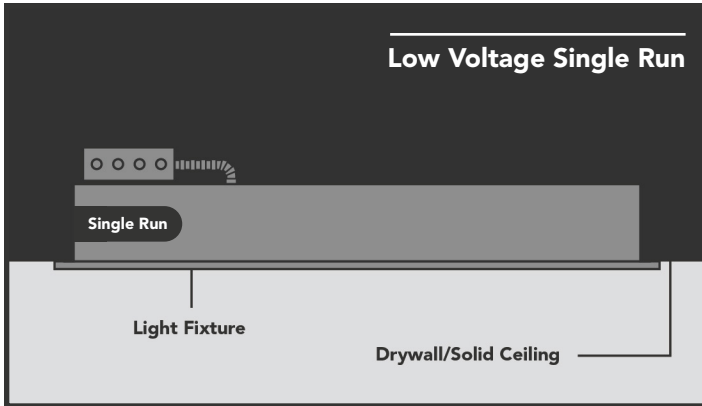 Low Voltage Single Run
Single Run
Light Fixture
Drywall/Solid Ceiling